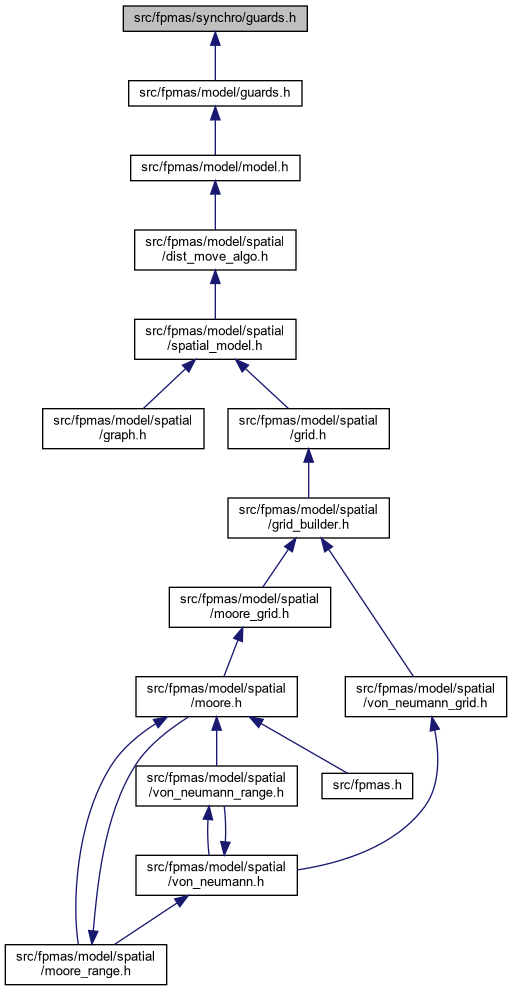 src/fpmas/synchro/guards.h
src/fpmas/model/guards.h
src/fpmas/model/model.h
src/fpmas/model/spatial
/dist_move_algo.h
src/fpmas/model/spatial
/spatial_model.h
src/fpmas/model/spatial
/graph.h
src/fpmas/model/spatial
/grid.h
src/fpmas/model/spatial
/grid_builder.h
src/fpmas/model/spatial
/moore_grid.h
src/fpmas/model/spatial
/moore.h
src/fpmas/model/spatial
/von_neumann_grid.h
src/fpmas/model/spatial
/von_neumann_range.h
src/fpmas.h
src/fpmas/model/spatial
/von_neumann.h
src/fpmas/model/spatial
/moore_range.h